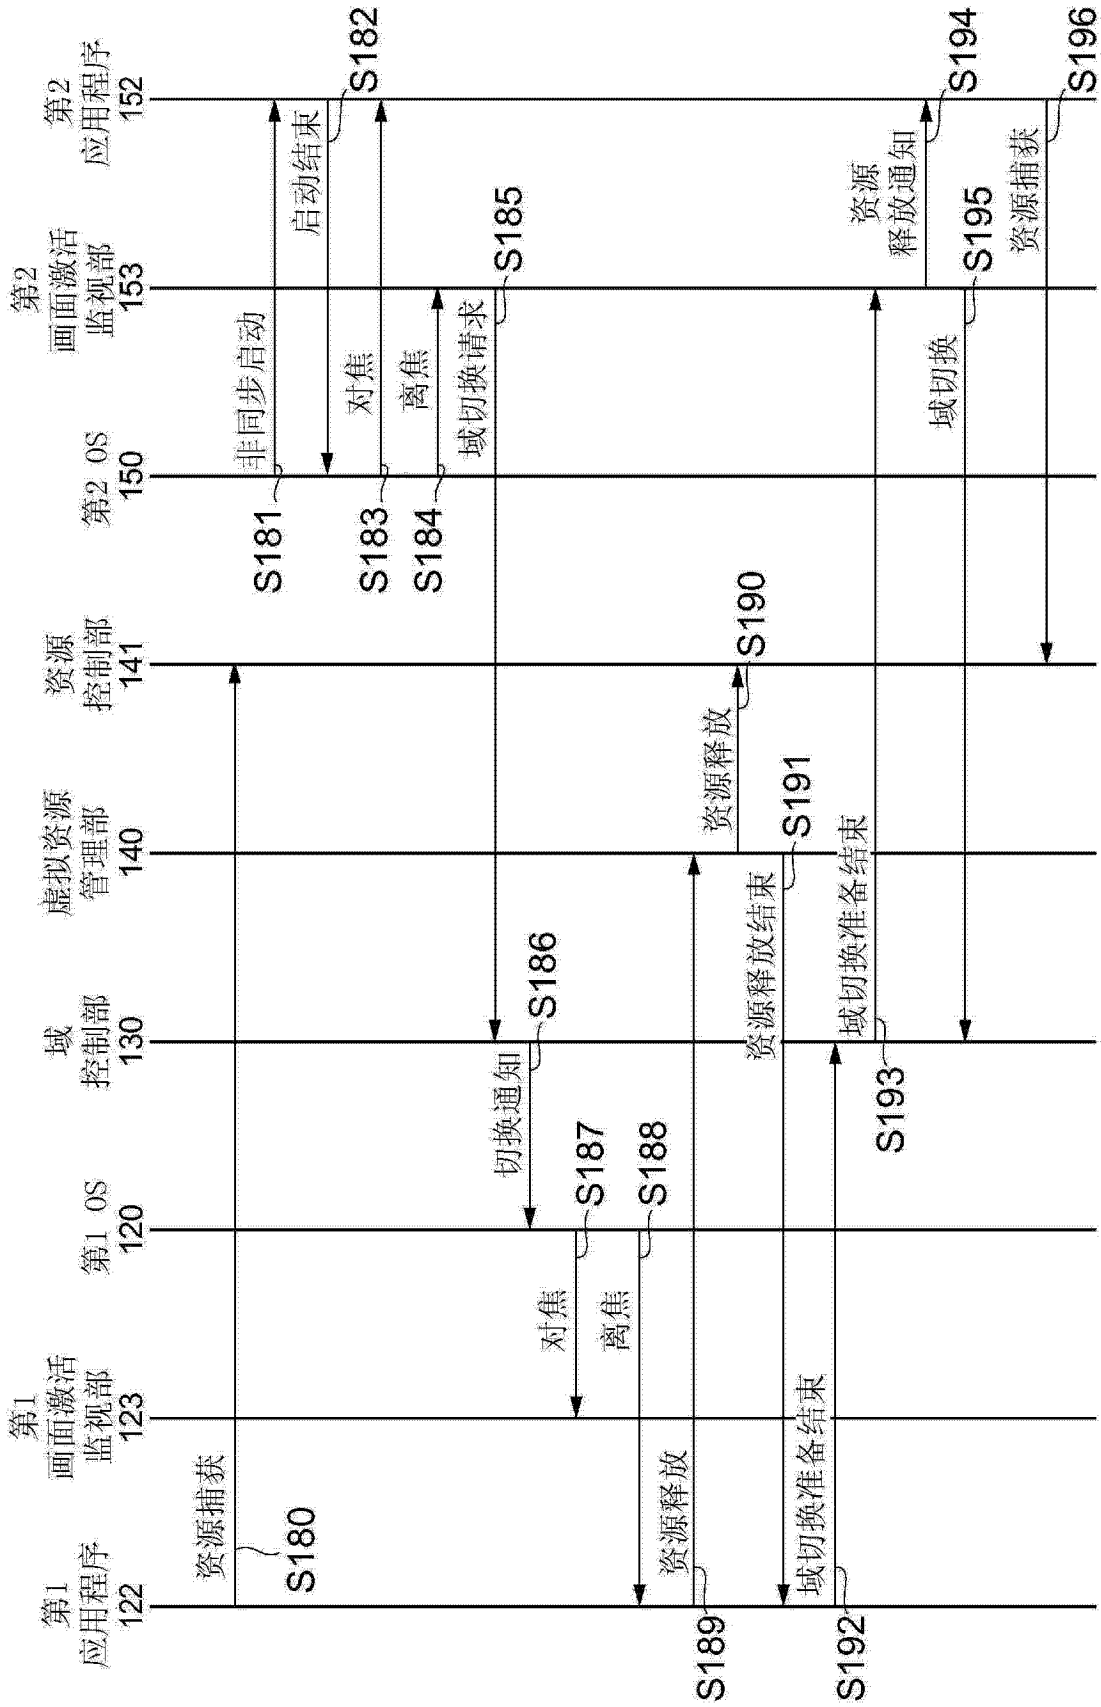 第1
应用程序
122
第1
画面激活
监视部
123
第1 OS
120
域
控制部
130
虚拟资源
管理部
140
资源
控制部
141
第2 OS
150
第2
画面激活
监视部
153
第2
应用程序
152
资源捕获
S180
非同步启动
S181
启动结束
S182
对焦
S183
离焦
S184
域切换请求
S185
切换通知
S186
对焦
S187
离焦
S188
资源释放
S189
资源释放
S190
资源释放结束
S191
域切换准备结束
S192
域切换准备结束
S193
资源
释放通知
S194
域切换
S195
资源捕获
S196